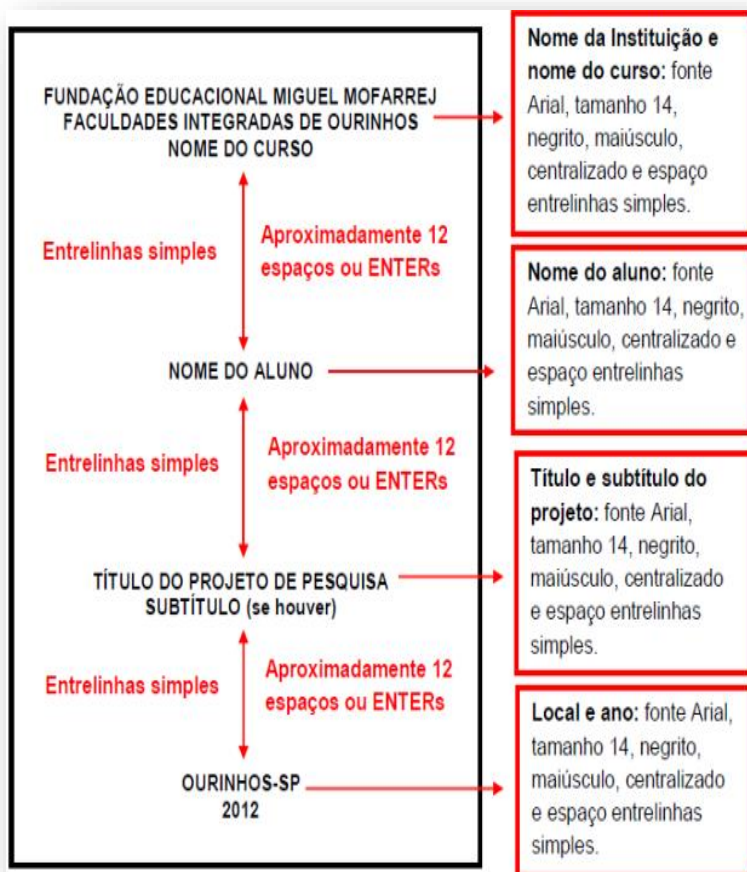 FUNDAÇÃO EDUCACIONAL MIGUEL MOFARREJ
FACULDADES INTEGRADAS DE OURINHOS
NOME DO CURSO
Entrelinhas simples
Aproximadamente 12
espaços ou ENTERs
NOME DO ALUNO
Entrelinhas simples
Aproximadamente 12
espaços ou ENTERs
TÍTULO DO PROJETO DE PESQUISA
SUBTÍTULO (se houver)
Entrelinhas simples
Aproximadamente 12
espaços ou ENTERs
OURINHOS-SP
2012
Nome da Instituição e
nome do curso: fonte
Arial, tamanho 14,
negrito, maiúsculo,
centralizado e espaço
entrelinhas simples.
Nome do aluno: fonte
Arial, tamanho 14, negrito,
maiúsculo, centralizado e
espaço entrelinhas
simples.
Título e subtítulo do
projeto: fonte Arial,
tamanho 14, negrito,
maiúsculo, centralizado
e espaço entrelinhas
simples.
Local e ano: fonte Arial,
tamanho 14, negrito,
maiúsculo, centralizado
e espaço entrelinhas
simples.